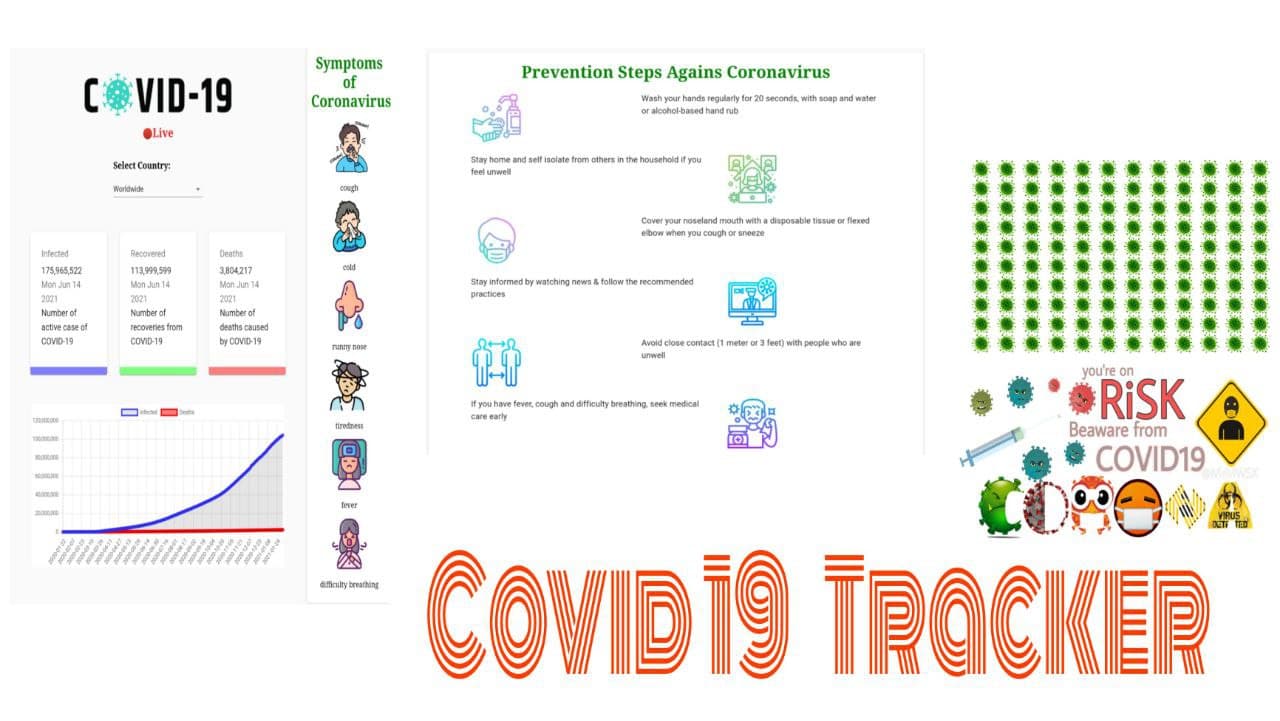 COVID-19
Live
Select Country:
Worldwide
Infected
175,965,522
Mon Jun 14
2021
Number of
active case of
COVID-19
Recovered
113,999,599
Mon Jun 14
2021
Number of
recoveries from
COVID-19
Deaths
3,804,217
Mon Jun 14
2021
Number of
deaths caused
by COVID-19
Infected Deaths
120,000,000
100,000,000
80,000,000
60,000,000
40,000,000
20,000,000
0
Symptoms
of
Coronavirus
cough
cold
runny nose
tiredness
fever
difficulty breathing
Prevention Steps Agains Coronavirus
Wash your hands regularly for 20 seconds, with soap and water
or alcohol-based hand rub
Stay home and self isolate from others in the household if you
feel unwell
Cover your noseland mouth with a disposable tissue or flexed
elbow when you cough or sneeze
Stay informed by watching news & follow the recommended
practices
Avoid close contact (1 meter or 3 feet) with people who are
unwell
If you have fever, cough and difficulty breathing, seek medical
care early
you're on
RiSK
Beaware from
COVID19
VIRUS
Covid19 Tracker